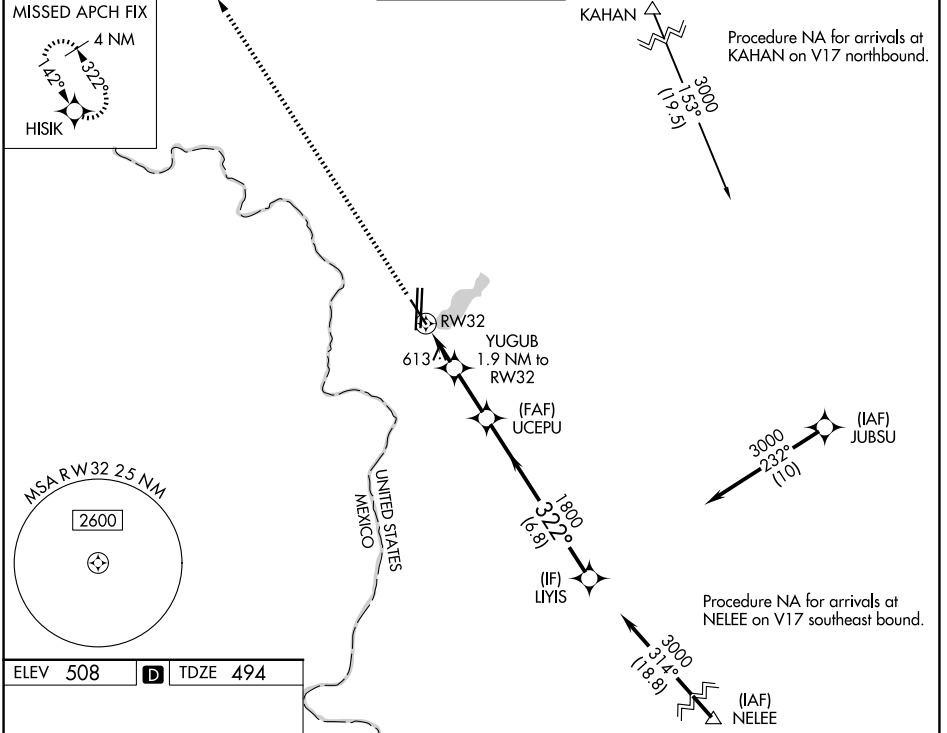 MISSED APCH FIX
4 NM
142°
322°
HISIK
KAHAN
Procedure NA for arrivals at
KAHAN on V17 northbound.
3000
153°
(19.5)
RW32
613
YUGUB
1.9 NM to
RW32
(FAF)
UCEPU
(IAF)
JUBSU
3000
232°
(10)
MSA RW32 25 NM
2600
UNITED STATES
MEXICO
1800
322°
(6.8)
(IF)
LIYIS
Procedure NA for arrivals at
NELEE on V17 southeast bound.
3000
314°
(18.8)
(IAF)
NELEE
ELEV 508 D TDZE 494